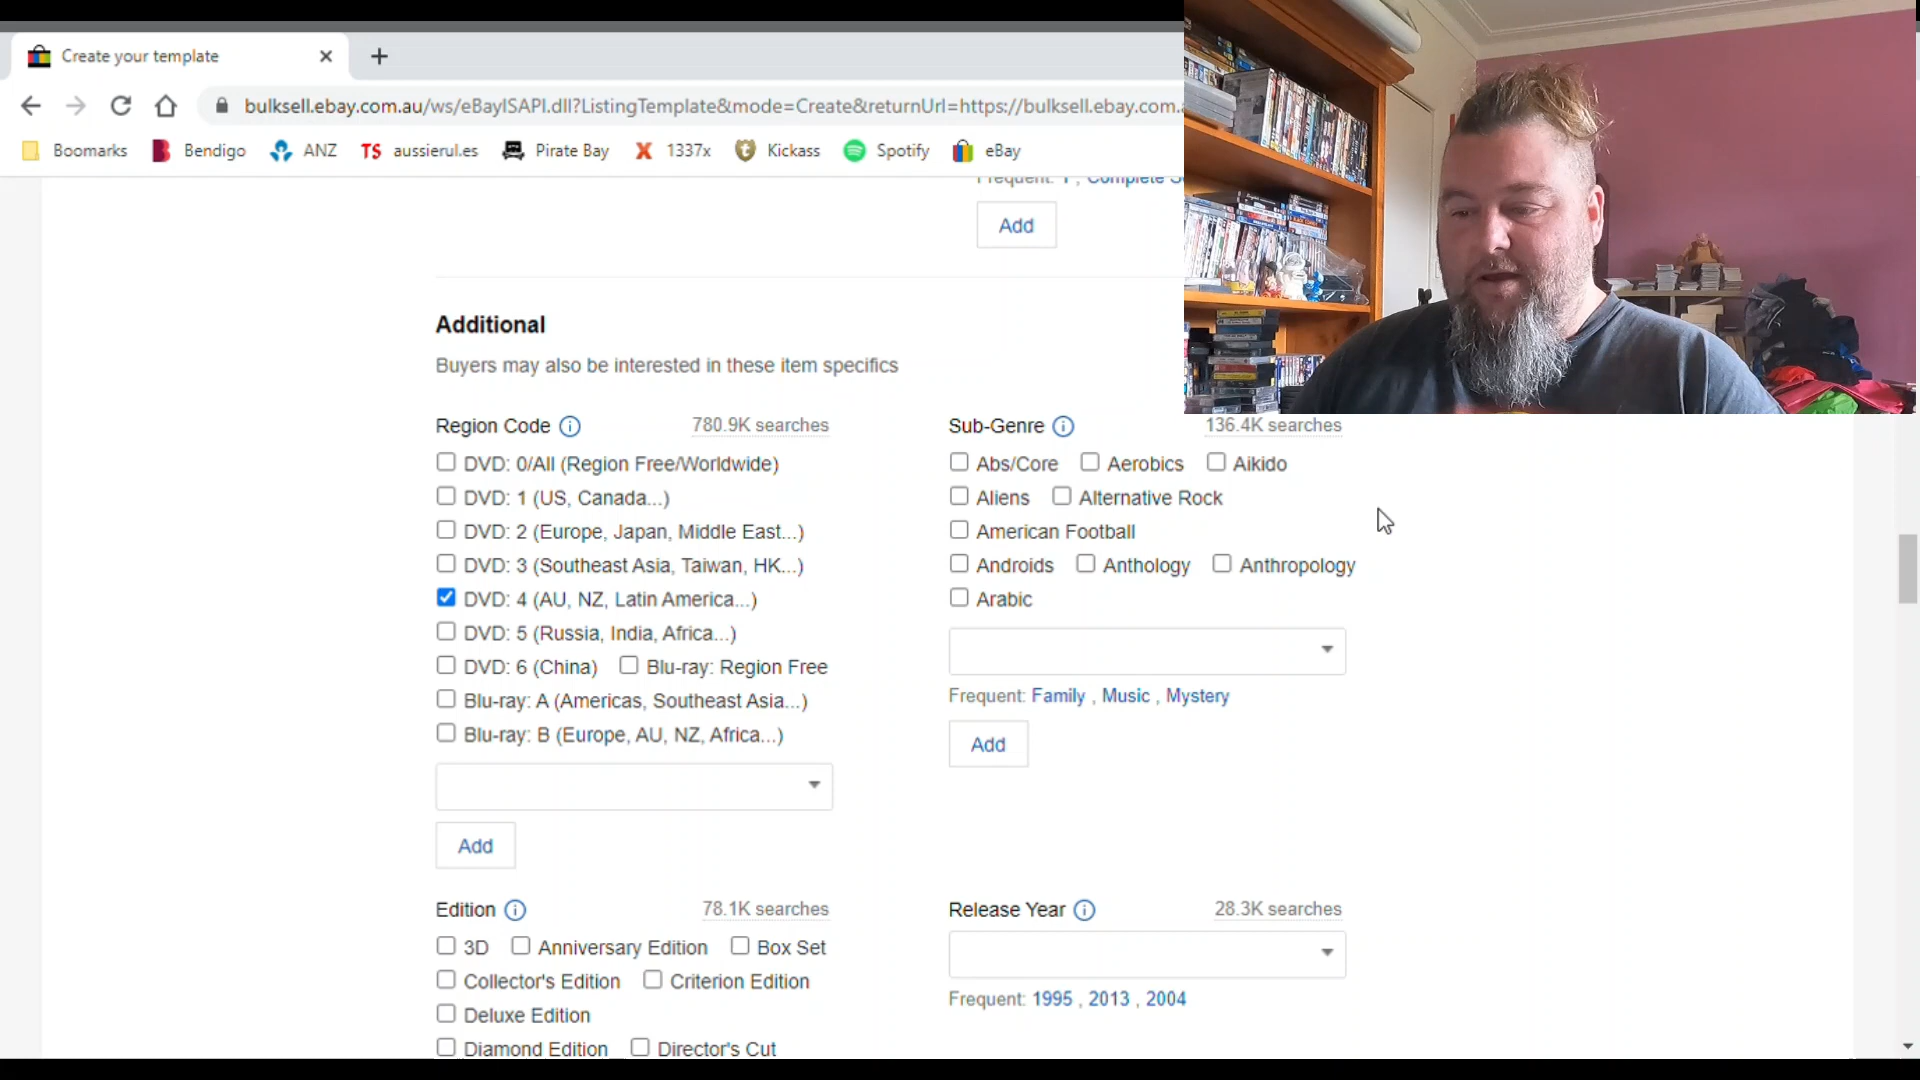 Create your template
bulksell.ebay.com.au/ws/eBayISAPI.dll?ListingTemplate&mode=Create&returnUrl=https://bulksell.ebay.com.
Boomarks Bendigo ANZ TS aussierul.es Pirate Bay 1337x Kickass Spotify eBay
Frequent: 1 , Complete S
Add
Additional
Buyers may also be interested in these item specifics
Region Code 780.9K searches
DVD: 0/All (Region Free/Worldwide)
DVD: 1 (US, Canada...)
DVD: 2 (Europe, Japan, Middle East...)
DVD: 3 (Southeast Asia, Taiwan, HK...)
DVD: 4 (AU, NZ, Latin America...)
DVD: 5 (Russia, India, Africa...)
DVD: 6 (China) Blu-ray: Region Free
Blu-ray: A (Americas, Southeast Asia...)
Blu-ray: B (Europe, AU, NZ, Africa...)
Add
Sub-Genre 136.4K searches
Abs/Core Aerobics Aikido
Aliens Alternative Rock
American Football
Androids Anthology Anthropology
Arabic
Frequent: Family , Music , Mystery
Add
Edition 78.1K searches
3D Anniversary Edition Box Set
Collector's Edition Criterion Edition
Deluxe Edition
Diamond Edition Director's Cut
Release Year 28.3K searches
Frequent: 1995 , 2013 , 2004